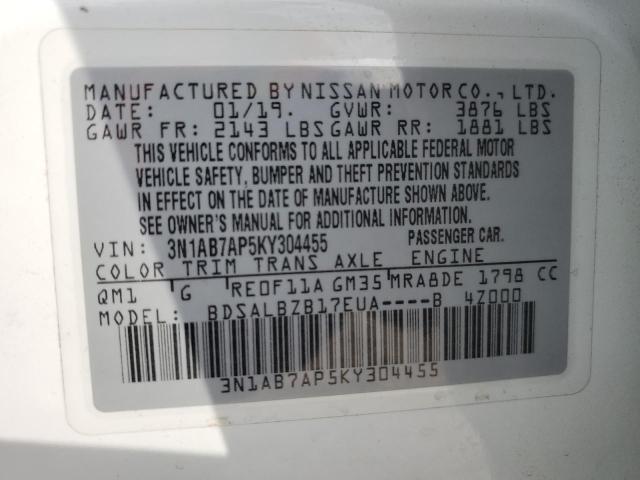 MANUFACTURED BY NISSAN MOTOR CO., LTD.
DATE: 01/19. GVWR: 3876 LBS
GAWR FR: 2143 LBS GAWR RR: 1881 LBS
THIS VEHICLE CONFORMS TO ALL APPLICABLE FEDERAL MOTOR
VEHICLE SAFETY, BUMPER AND THEFT PREVENTION STANDARDS
IN EFFECT ON THE DATE OF MANUFACTURE SHOWN ABOVE.
SEE OWNER'S MANUAL FOR ADDITIONAL INFORMATION.
VIN: 3N1AB7AP5KY304455 PASSENGER CAR.
COLOR TRIM TRANS AXLE ENGINE
QM1 G RE0F11A GM35 MRA8DE 1798 CC
MODEL: BDSALBZB17EUA----B 4Z000
3N1AB7AP5KY304455